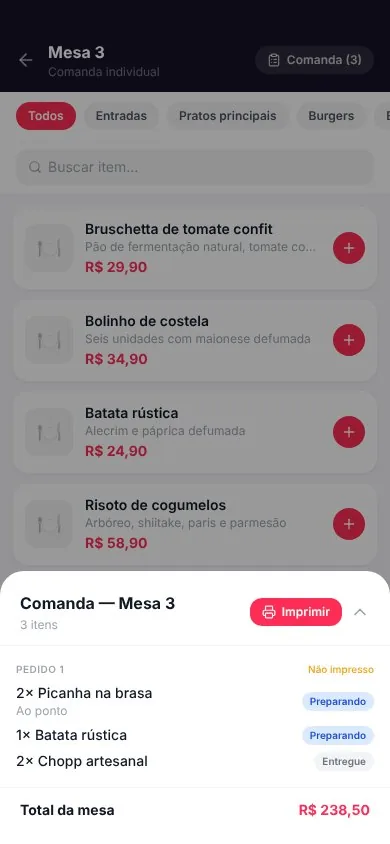 Mesa 3
Comanda individual
Comanda (3)
Todos
Entradas
Pratos principais
Burgers
Buscar item...
Bruschetta de tomate confit
Pão de fermentação natural, tomate co...
R$ 29,90
Bolinho de costela
Seis unidades com maionese defumada
R$ 34,90
Batata rústica
Alecrim e páprica defumada
R$ 24,90
Risoto de cogumelos
Arbóreo, shiitake, paris e parmesão
R$ 58,90
Comanda — Mesa 3
3 itens
Imprimir
PEDIDO 1
Não impresso
2× Picanha na brasa
Ao ponto
Preparando
1× Batata rústica
Preparando
2× Chopp artesanal
Entregue
Total da mesa
R$ 238,50